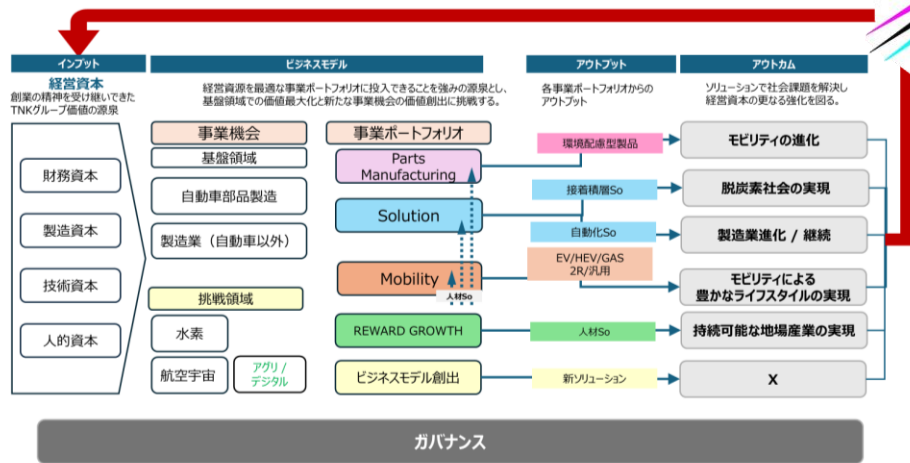 インプット
ビジネスモデル
アウトプット
アウトカム
経営資本
創業の精神を受け継いできた
TNKグループ価値の源泉
経営資源を最適な事業ポートフォリオに投入できることを強みの源泉とし、
基盤領域での価値最大化と新たな事業機会の価値創出に挑戦する。
各事業ポートフォリオからの
アウトプット
ソリューションで社会課題を解決し
経営資本の更なる強化を図る。
財務資本
製造資本
技術資本
人的資本
事業機会
基盤領域
自動車部品製造
製造業（自動車以外）
挑戦領域
水素
航空宇宙
アグリ /
デジタル
事業ポートフォリオ
Parts
Manufacturing
Solution
Mobility
人材So
REWARD GROWTH
ビジネスモデル創出
環境配慮型製品
接着積層So
自動化So
EV/HEV/GAS
2R/汎用
人材So
新ソリューション
モビリティの進化
脱炭素社会の実現
製造業進化 / 継続
モビリティによる
豊かなライフスタイルの実現
持続可能な地場産業の実現
X
ガバナンス